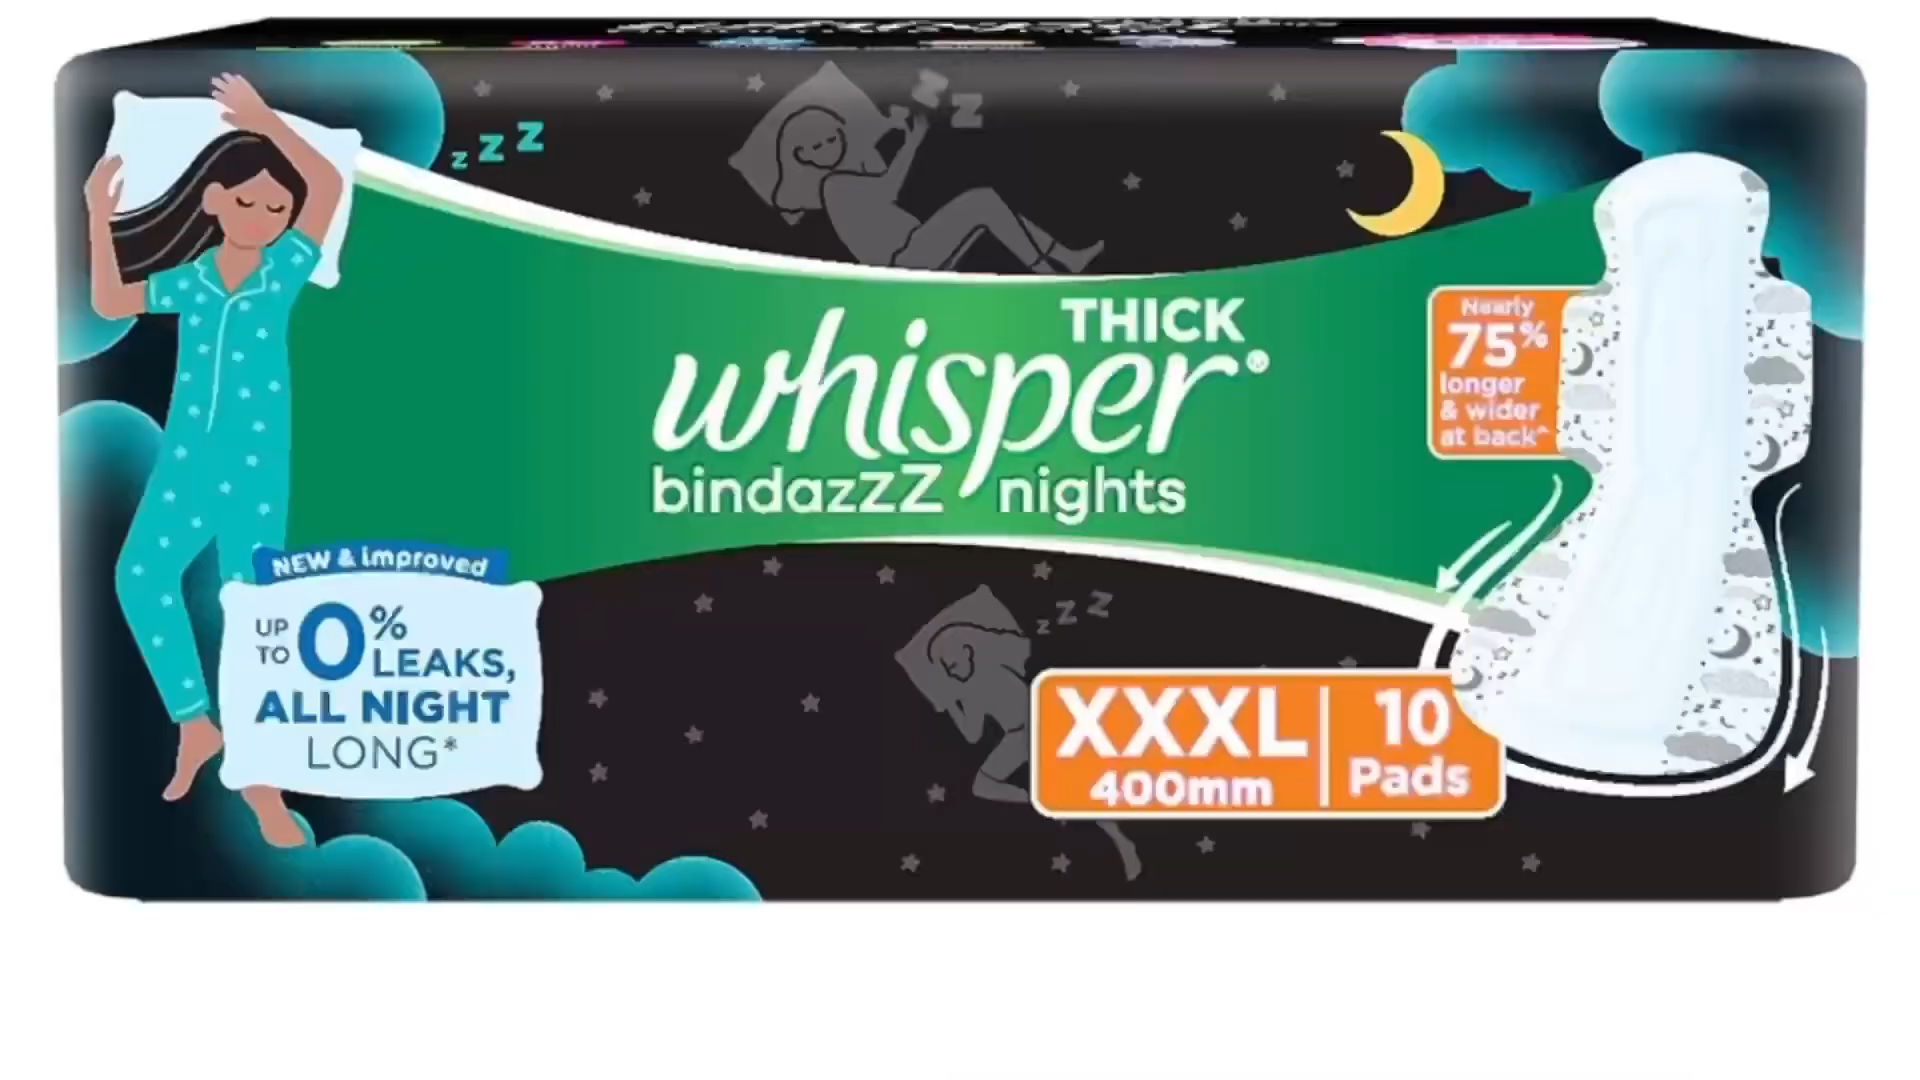 z z Z
z Z Z
THICK
whisper®
bindazzZ nights
Nearly
75%
longer
& wider
at back^
NEW & improved
UP TO 0% LEAKS,
ALL NIGHT
LONG*
z z Z
XXXL
400mm
10
Pads